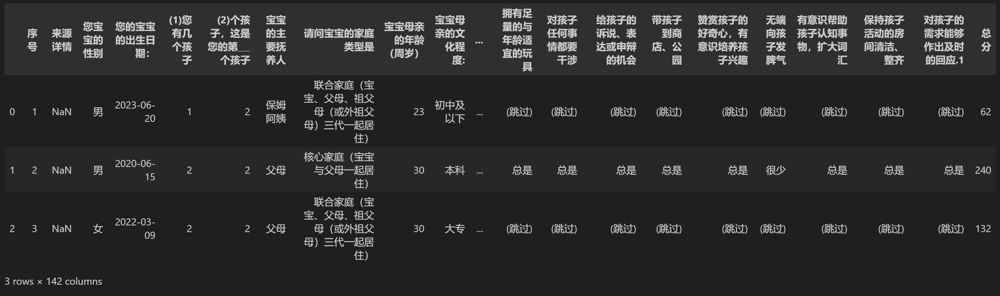 序号 来源详情 您宝宝的性别 您的宝宝的出生日期： (1)您有几个孩子 (2)个孩子，这是您的第___个孩子 宝宝的主要抚养人 请问宝宝的家庭类型是 宝宝母亲的年龄（周岁） 宝宝母亲的文化程度: ... 拥有足量的与年龄适宜的玩具 对孩子任何事情都要干涉 给孩子的诉说、表达或申辩的机会 带孩子到商店、公园 赞赏孩子的好奇心，有意识培养孩子兴趣 无端向孩子发脾气 有意识帮助孩子认知事物，扩大词汇 保持孩子活动的房间清洁、整齐 对孩子的需求能够作出及时的回应.1 总分
0 1 NaN 男 2023-06-20 1 2 保姆阿姨 联合家庭（宝宝、父母、祖父母（或外祖父母）三代一起居住） 23 初中及以下 ... (跳过) (跳过) (跳过) (跳过) (跳过) (跳过) (跳过) (跳过) (跳过) 62
1 2 NaN 男 2020-06-15 2 2 父母 核心家庭（宝宝与父母一起居住） 30 本科 ... 总是 总是 总是 总是 总是 很少 总是 总是 总是 240
2 3 NaN 女 2022-03-09 2 2 父母 联合家庭（宝宝、父母、祖父母（或外祖父母）三代一起居住） 30 大专 ... (跳过) (跳过) (跳过) (跳过) (跳过) (跳过) (跳过) (跳过) (跳过) 132
3 rows × 142 columns